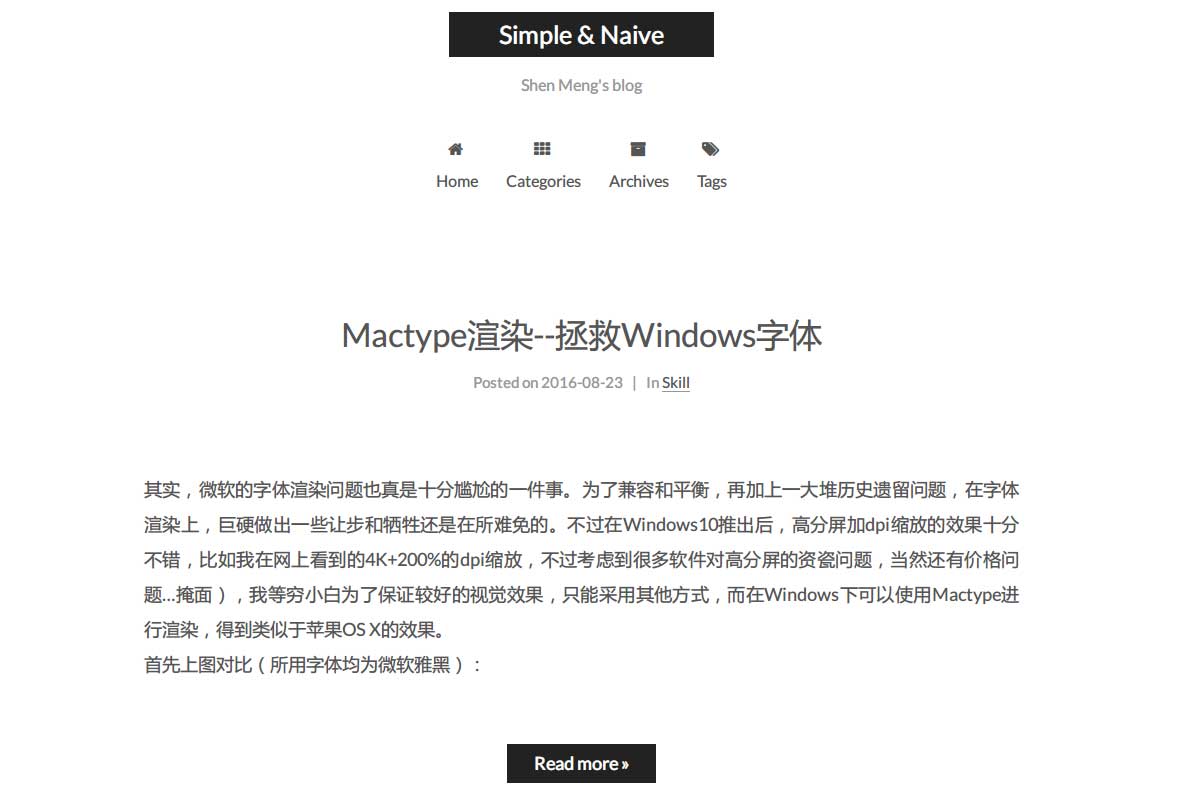 Simple & Naive
Shen Meng's blog
Home Categories Archives Tags
Mactype渲染--拯救Windows字体
Posted on 2016-08-23 | In Skill
其实，微软的字体渲染问题也真是十分尴尬的一件事。为了兼容和平衡，再加上一大堆历史遗留问题，在字体
渲染上，巨硬做出一些让步和牺牲还是在所难免的。不过在Windows10推出后，高分屏加dpi缩放的效果十分
不错，比如我在网上看到的4K+200%的dpi缩放，不过考虑到很多软件对高分屏的资瓷问题，当然还有价格问
题...掩面），我等穷小白为了保证较好的视觉效果，只能采用其他方式，而在Windows下可以使用Mactype进
行渲染，得到类似于苹果OS X的效果。
首先上图对比（所用字体均为微软雅黑）：
Read more »